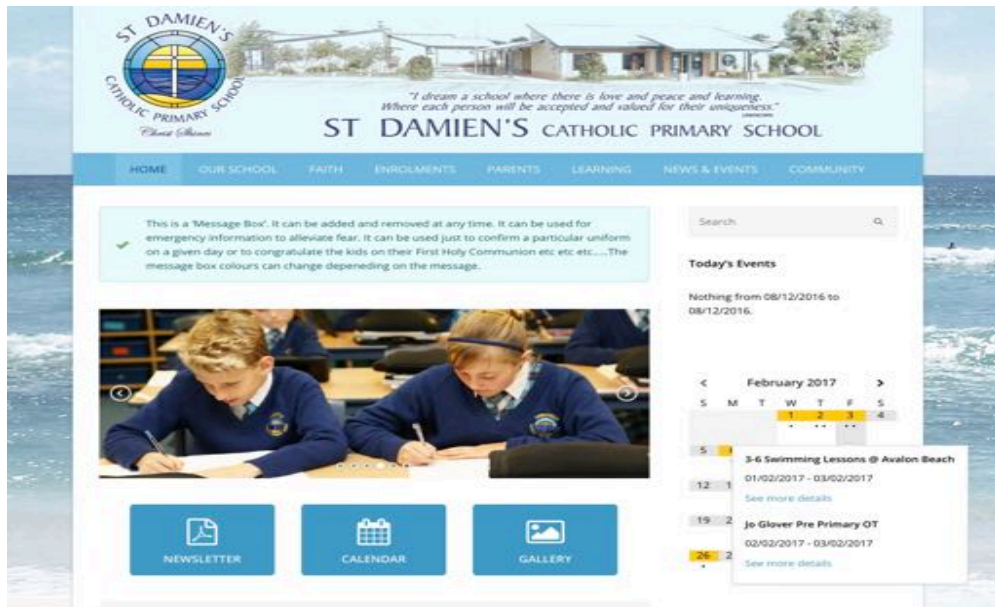 ST DAMIEN'S
CATHOLIC PRIMARY SCHOOL
Christ Shines
"I dream a school where there is love and peace and learning.
Where each person will be accepted and valued for their uniqueness."
ST DAMIEN'S CATHOLIC PRIMARY SCHOOL
HOME OUR SCHOOL FAITH ENROLMENTS PARENTS LEARNING NEWS & EVENTS COMMUNITY
This is a 'Message Box'. It can be added and removed at any time. It can be used for
emergency information to alleviate fear. It can be used just to confirm a particular uniform
on a given day or to congratulate the kids on their First Holy Communion etc etc etc.....The
message box colours can change depeneding on the message.
NEWSLETTER
CALENDAR
GALLERY
Search
Today's Events
Nothing from 08/12/2016 to
08/12/2016.
< February 2017 >
S M T W T F S
1 2 3 4
5
12 1
19 2
26 2
3-6 Swimming Lessons @ Avalon Beach
01/02/2017 - 03/02/2017
See more details
Jo Glover Pre Primary OT
02/02/2017 - 03/02/2017
See more details